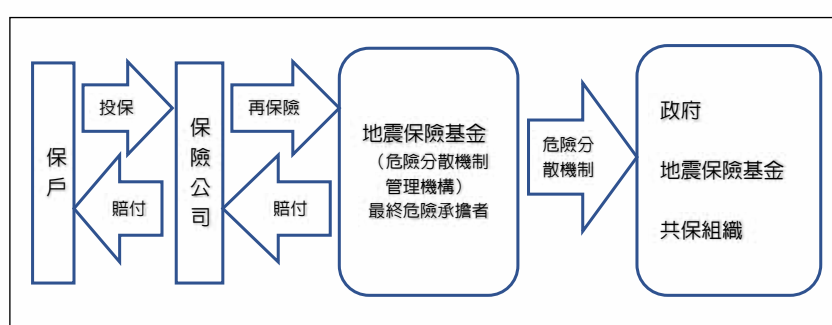 保戶
投保
賠付
保險公司
再保險
賠付
地震保險基金
（危險分散機制
管理機構）
最終危險承擔者
危險分
散機制
政府
地震保險基金
共保組織